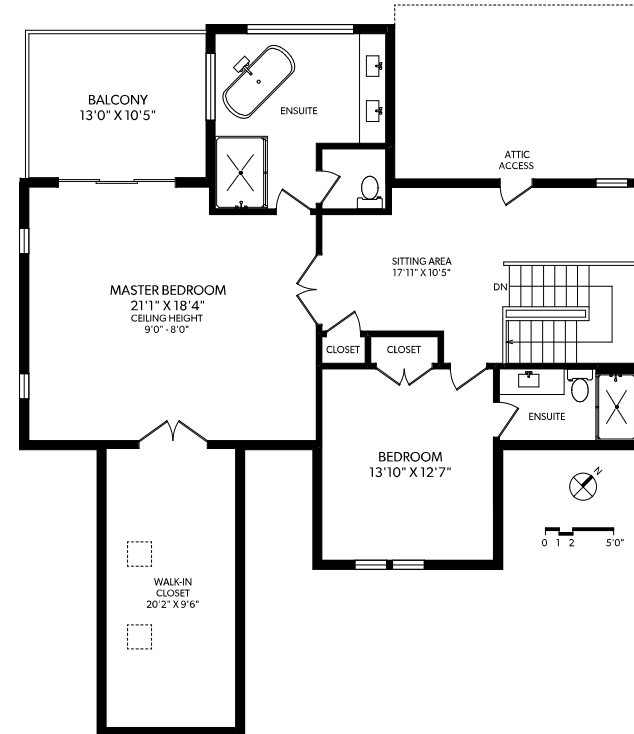 BALCONY
13'0" X 10'5"
ENSUITE
ATTIC
ACCESS
SITTING AREA
17'11" X 10'5"
DN
MASTER BEDROOM
21'1" X 18'4"
CEILING HEIGHT
9'0" - 8'0"
CLOSET
CLOSET
ENSUITE
BEDROOM
13'10" X 12'7"
N
0 1 2 5'0"
WALK-IN
CLOSET
20'2" X 9'6"